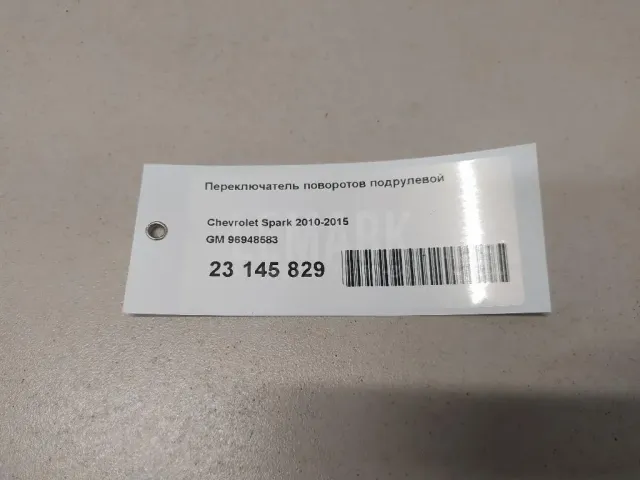 Переключатель поворотов подрулевой
Chevrolet Spark 2010-2015
GM 96948583
23 145 829